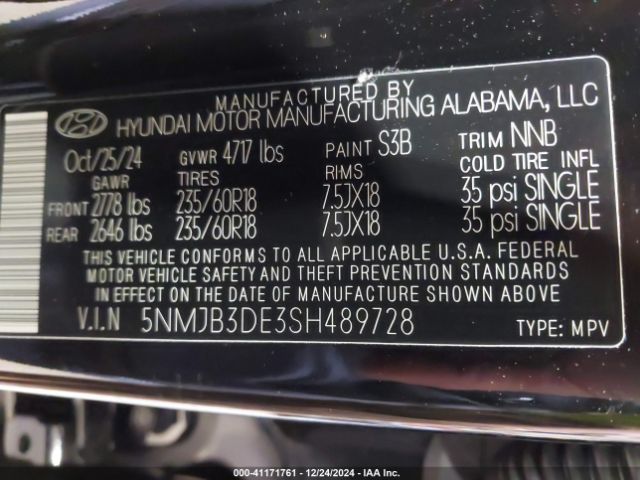 MANUFACTURED BY
HYUNDAI MOTOR MANUFACTURING ALABAMA, LLC
Oct/25/24 GVWR 4717 lbs PAINT S3B TRIM NNB
GAWR TIRES RIMS COLD TIRE INFL
FRONT 2778 lbs 235/60R18 7.5JX18 35 psi SINGLE
REAR 2646 lbs 235/60R18 7.5JX18 35 psi SINGLE
THIS VEHICLE CONFORMS TO ALL APPLICABLE U.S.A. FEDERAL
MOTOR VEHICLE SAFETY AND THEFT PREVENTION STANDARDS
IN EFFECT ON THE DATE OF MANUFACTURE SHOWN ABOVE
V.I.N 5NMJB3DE3SH489728 TYPE: MPV
000-41171761 - 12/24/2024 - IAA Inc.